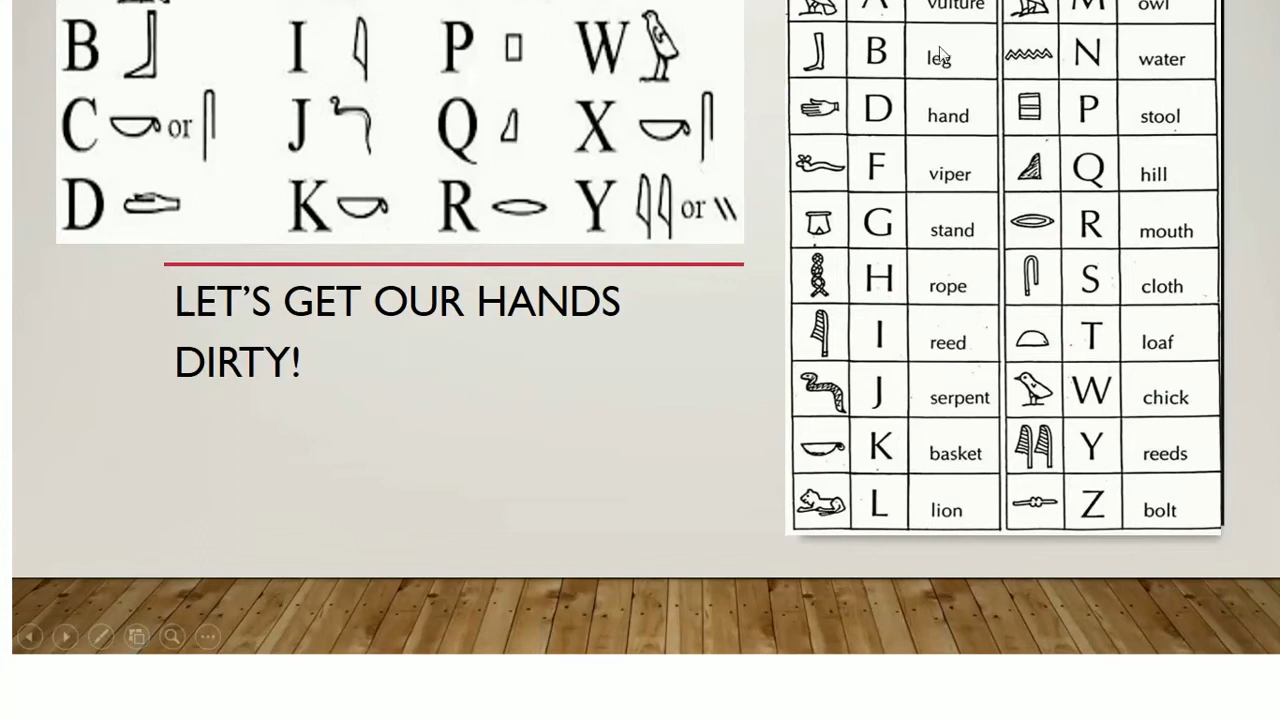 B I P W
C or J Q X
D K R Y or
LET'S GET OUR HANDS
DIRTY!
A vulture M owl
B leg N water
D hand P stool
F viper Q hill
G stand R mouth
H rope S cloth
I reed T loaf
J serpent W chick
K basket Y reeds
L lion Z bolt